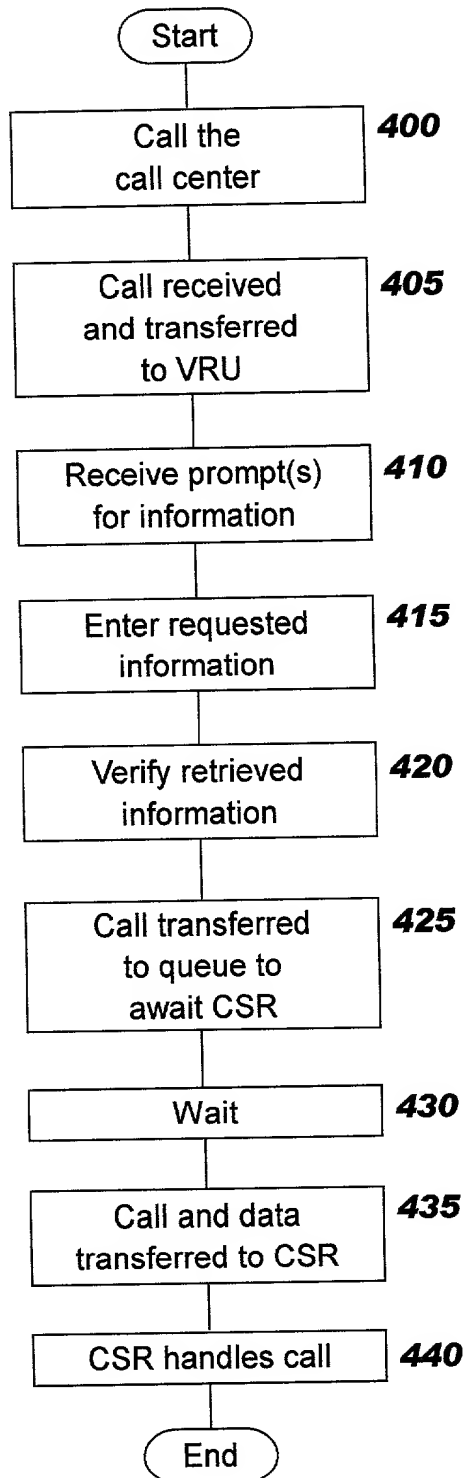 Start
Call the
call center
400
Call received
and transferred
to VRU
405
Receive prompt(s)
for information
410
Enter requested
information
415
Verify retrieved
information
420
Call transferred
to queue to
await CSR
425
Wait
430
Call and data
transferred to CSR
435
CSR handles call
440
End